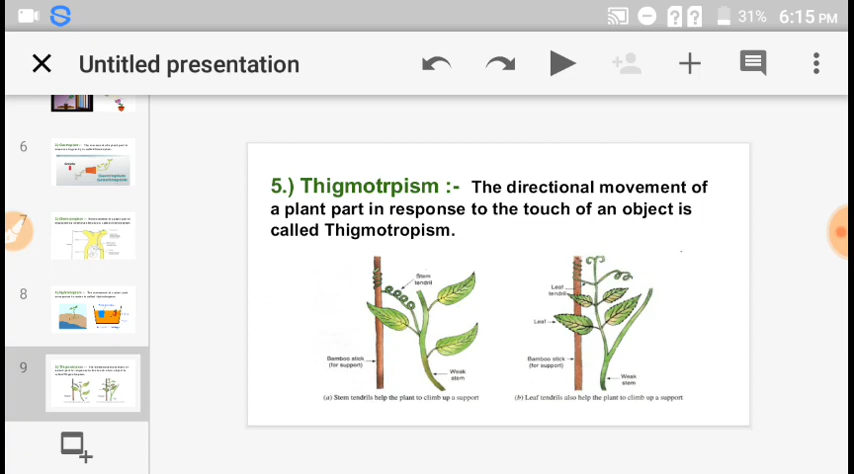 31% 6:15 PM
Untitled presentation
6
7
8
9
5.) Thigmotrpism :- The directional movement of
a plant part in response to the touch of an object is
called Thigmotropism.
Stem
tendril
Bamboo stick
(for support)
Weak
stem
(a) Stem tendrils help the plant to climb up a support
Leaf
tendril
Leaf
Bamboo stick
(for support)
Weak
stem
(b) Leaf tendrils also help the plant to climb up a support